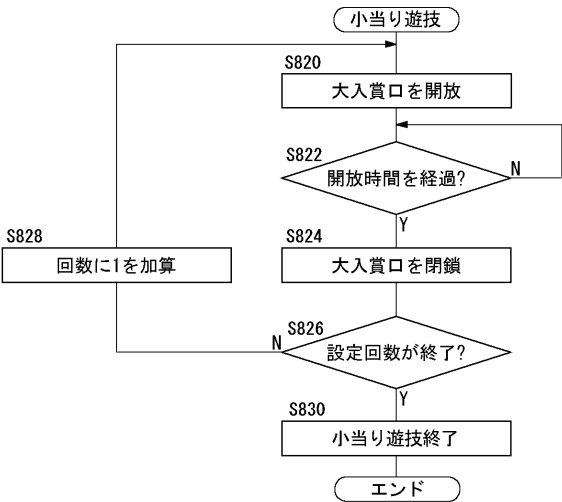 小当り遊技
S820
大入賞口を開放
S822
開放時間を経過?
N
Y
S828
回数に1を加算
S824
大入賞口を閉鎖
S826
設定回数が終了?
N
Y
S830
小当り遊技終了
エンド